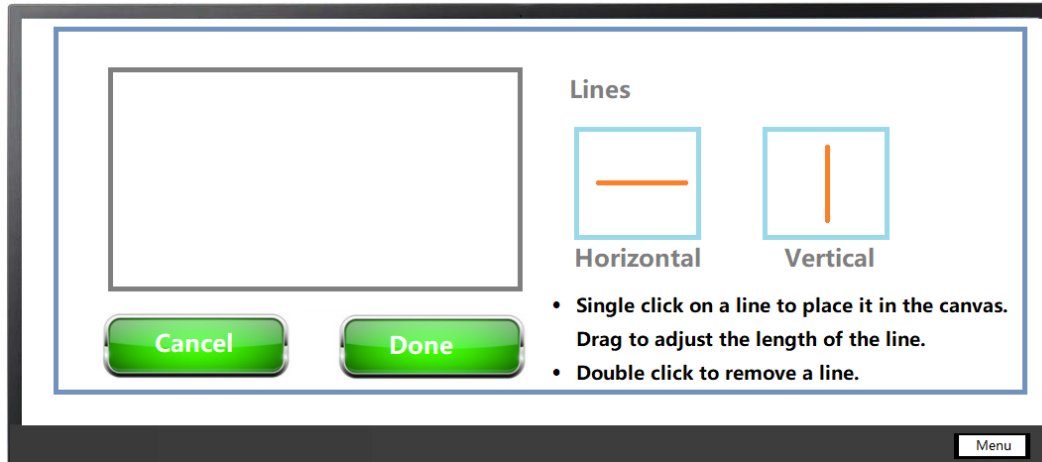 Lines
Horizontal
Vertical
• Single click on a line to place it in the canvas.
Drag to adjust the length of the line.
• Double click to remove a line.
Cancel
Done
Menu